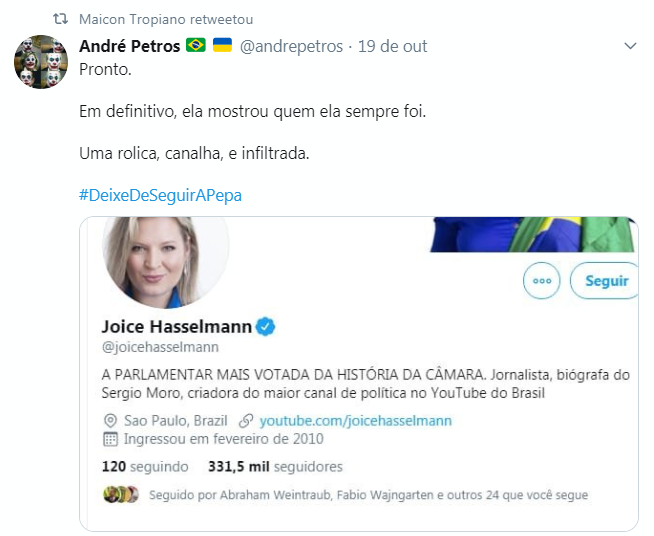 Maicon Tropiano retweetou
André Petros 🇧🇷 🇺🇦 @andrepetros · 19 de out
Pronto.
Em definitivo, ela mostrou quem ela sempre foi.
Uma rolica, canalha, e infiltrada.
#DeixeDeSeguirAPepa
Seguir
Joice Hasselmann
@joicehasselmann
A PARLAMENTAR MAIS VOTADA DA HISTÓRIA DA CÂMARA. Jornalista, biógrafa do
Sergio Moro, criadora do maior canal de política no YouTube do Brasil
Sao Paulo, Brazil youtube.com/joicehasselmann
Ingressou em fevereiro de 2010
120 seguindo 331,5 mil seguidores
Seguido por Abraham Weintraub, Fabio Wajngarten e outros 24 que você segue